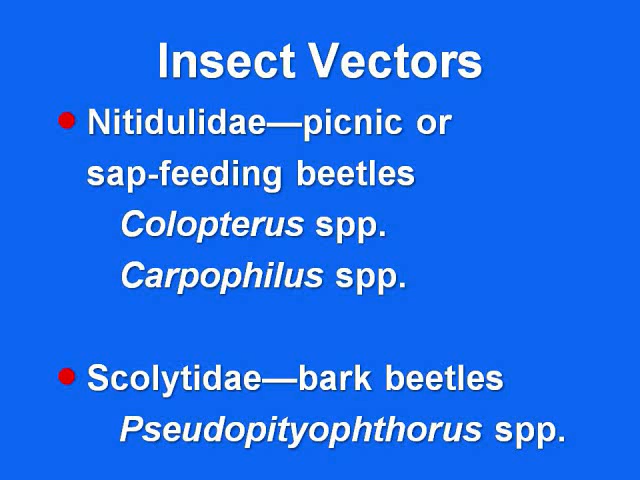 Insect Vectors
Nitidulidae—picnic or
sap-feeding beetles
Colopterus spp.
Carpophilus spp.
Scolytidae—bark beetles
Pseudopityophthorus spp.